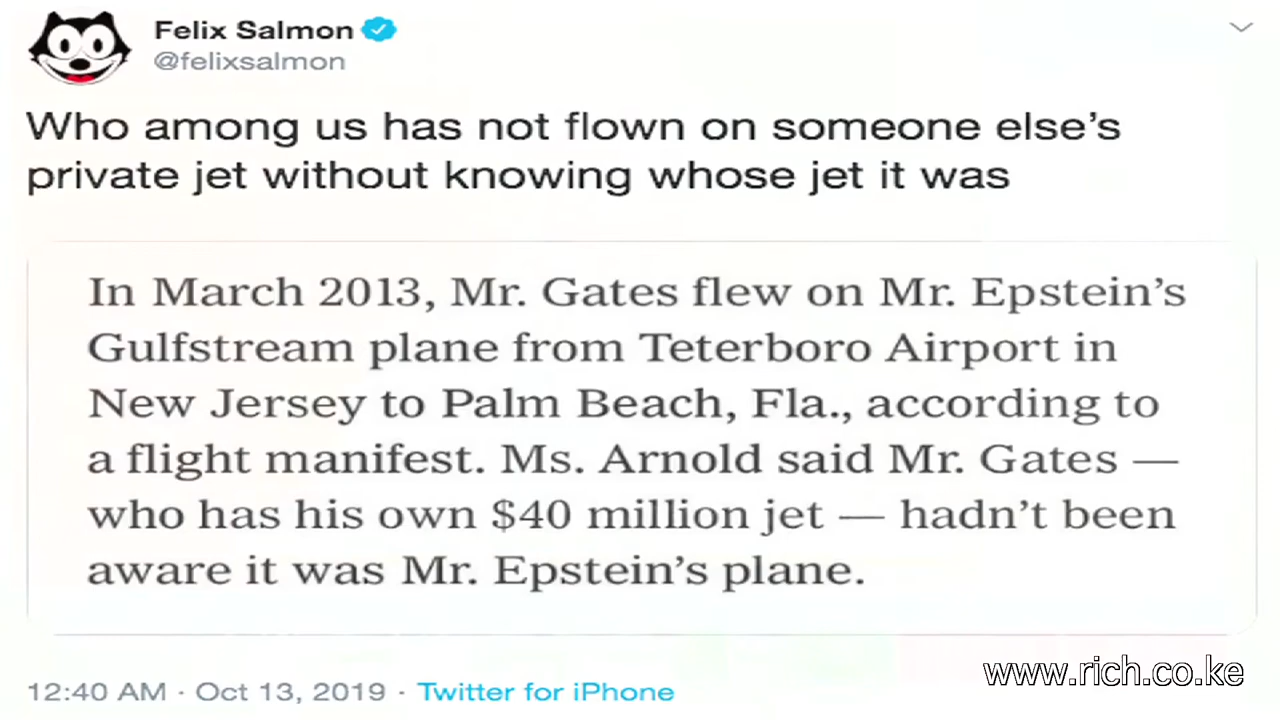 Felix Salmon
@felixsalmon
Who among us has not flown on someone else's
private jet without knowing whose jet it was
In March 2013, Mr. Gates flew on Mr. Epstein's
Gulfstream plane from Teterboro Airport in
New Jersey to Palm Beach, Fla., according to
a flight manifest. Ms. Arnold said Mr. Gates —
who has his own $40 million jet — hadn't been
aware it was Mr. Epstein's plane.
www.rich.co.ke
12:40 AM · Oct 13, 2019 · Twitter for iPhone